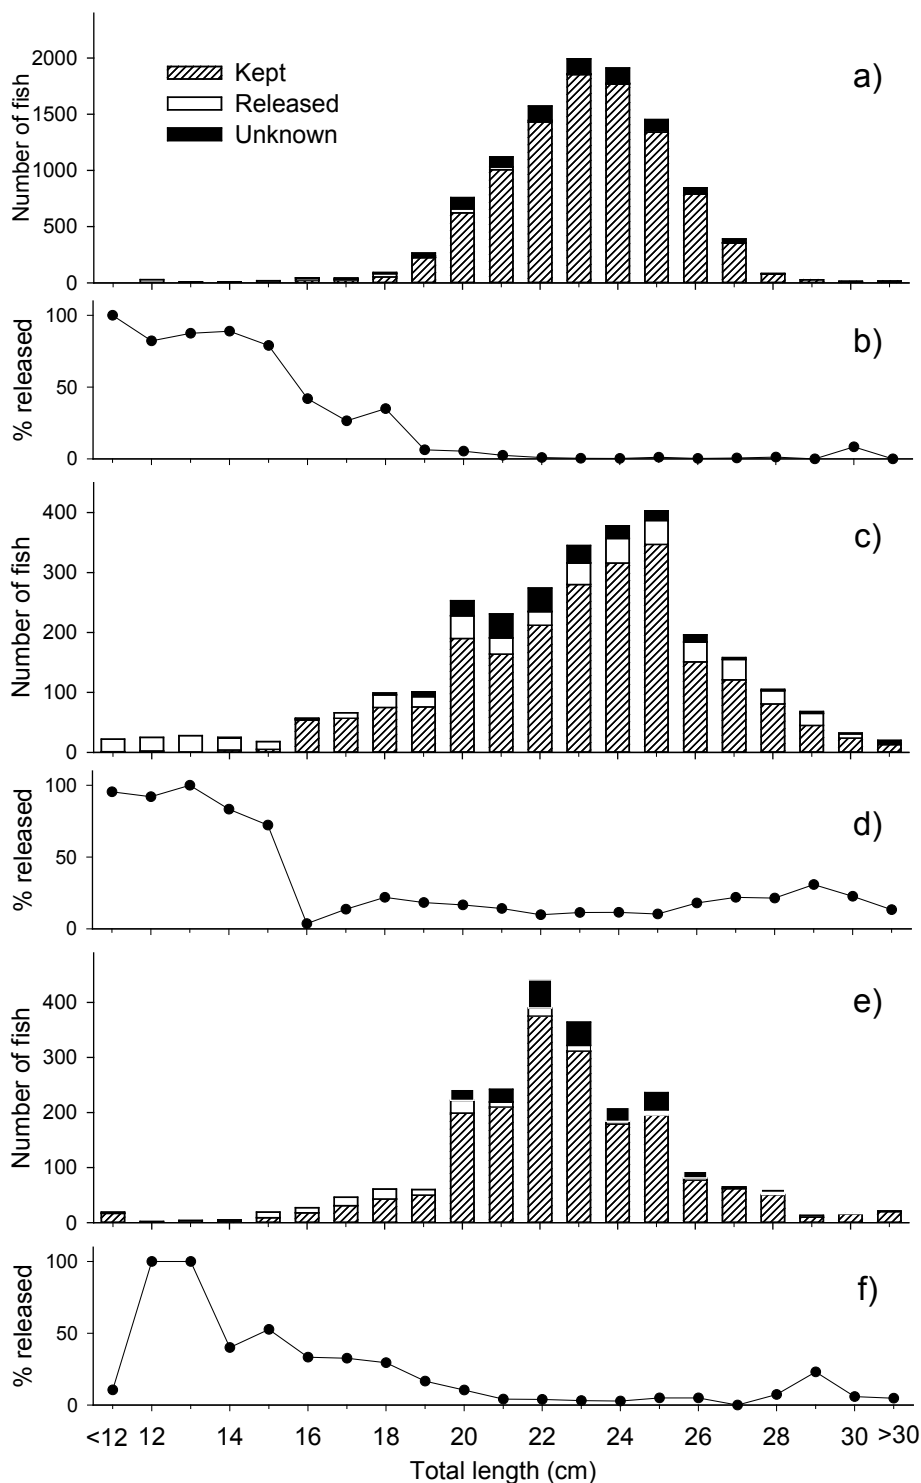 2000
1500
1000
500
0
Number of fish
Kept
Released
Unknown
a)
100
50
0
% released
b)
400
300
200
100
0
Number of fish
c)
100
50
0
% released
d)
400
300
200
100
0
Number of fish
e)
100
50
0
% released
f)
<12 12 14 16 18 20 22 24 26 28 30 >30
Total length (cm)